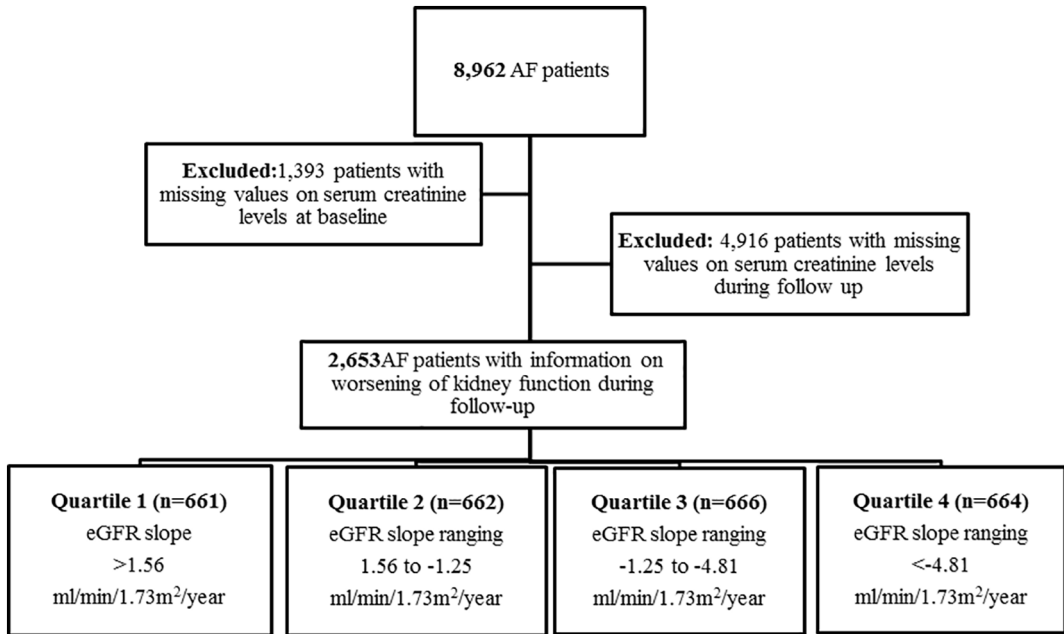 8,962 AF patients
Excluded:1,393 patients with
missing values on serum creatinine
levels at baseline
Excluded: 4,916 patients with missing
values on serum creatinine levels
during follow up
2,653AF patients with information on
worsening of kidney function during
follow-up
Quartile 1 (n=661)
eGFR slope
>1.56
ml/min/1.73m²/year
Quartile 2 (n=662)
eGFR slope ranging
1.56 to -1.25
ml/min/1.73m²/year
Quartile 3 (n=666)
eGFR slope ranging
-1.25 to -4.81
ml/min/1.73m²/year
Quartile 4 (n=664)
eGFR slope ranging
<-4.81
ml/min/1.73m²/year